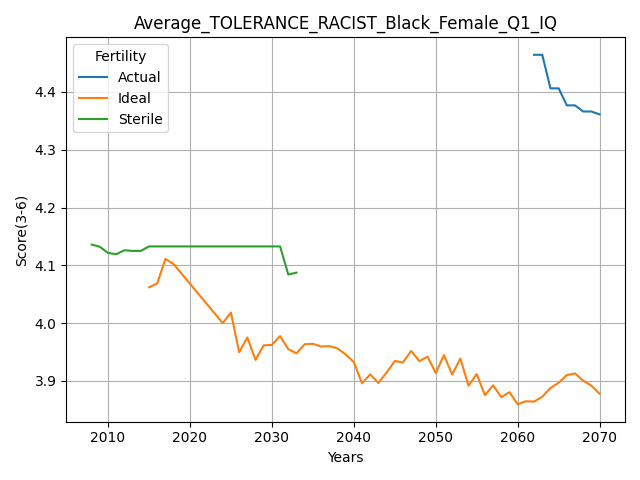 Average_TOLERANCE_RACIST_Black_Female_Q1_IQ
Fertility
Actual
Ideal
Sterile
Score(3-6)
4.4
4.3
4.2
4.1
4.0
3.9
2010 2020 2030 2040 2050 2060 2070
Years